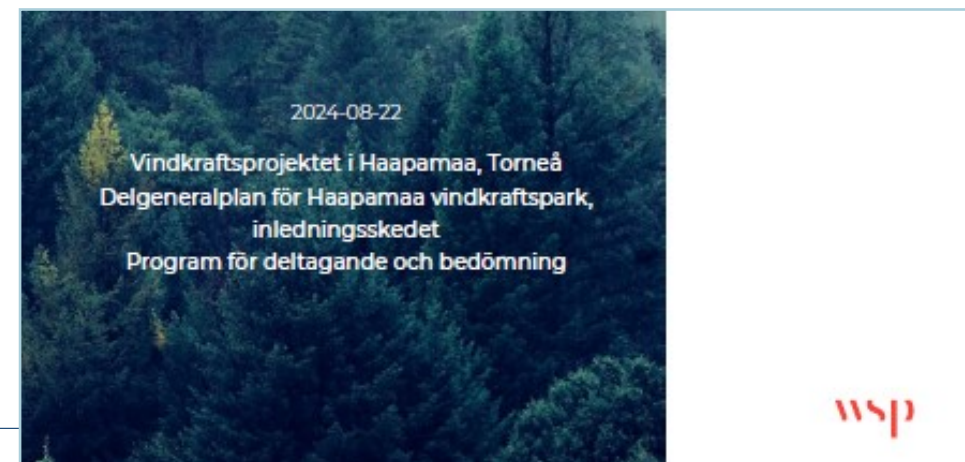 2024-08-22
Vindkraftsprojektet i Haapamaa, Torneå
Delgeneralplan för Haapamaa vindkraftspark,
inledningsskedet
Program för deltagande och bedömning
wsp